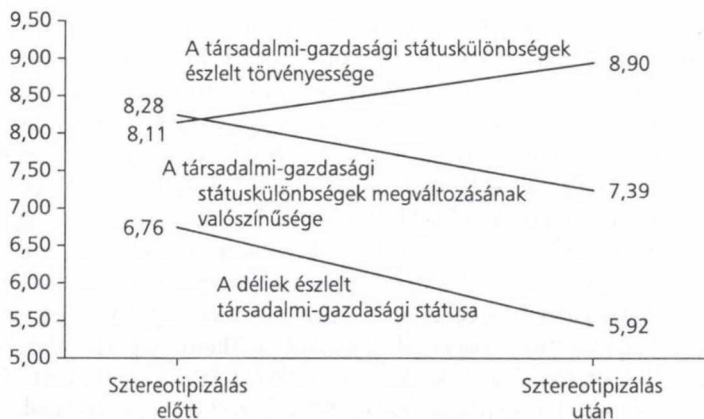 9,50
9,00
8,50
8,00
7,50
7,00
6,50
6,00
5,50
5,00
A társadalmi-gazdasági státuskülönbségek
észlelt törvényessége
8,90
8,28
8,11
A társadalmi-gazdasági
státuskülönbségek megváltozásának
valószínűsége
7,39
6,76
A déliek észlelt
társadalmi-gazdasági státusa
5,92
Sztereotipizálás
előtt
Sztereotipizálás
után